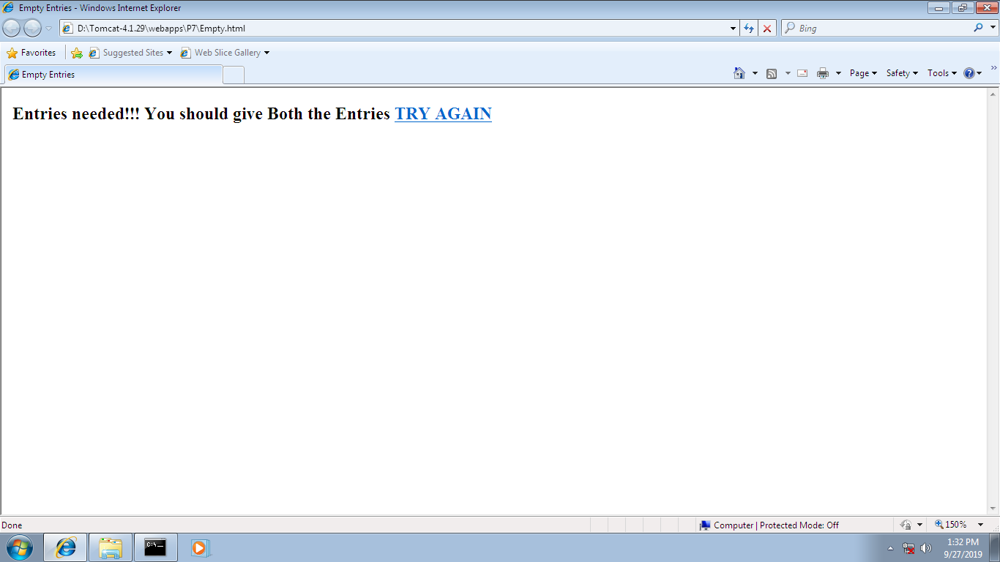 Empty Entries - Windows Internet Explorer
D:\Tomcat-4.1.29\webapps\P7\Empty.html
Bing
Favorites Suggested Sites Web Slice Gallery
Empty Entries
Page Safety Tools
Entries needed!!! You should give Both the Entries TRY AGAIN
Done
Computer | Protected Mode: Off
150%
C:\_
1:32 PM
9/27/2019